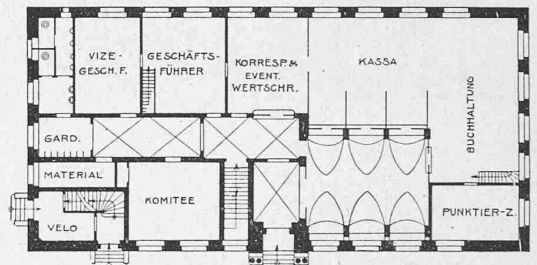 VIZE-
GESCH. F.
GESCHÄFTS-
FÜHRER
KORRESP. &
EVENT.
WERTSCHR.
KASSA
BUCHHALTUNG
GARD.
MATERIAL
KOMITEE
VELO
PUNKTIER-Z.